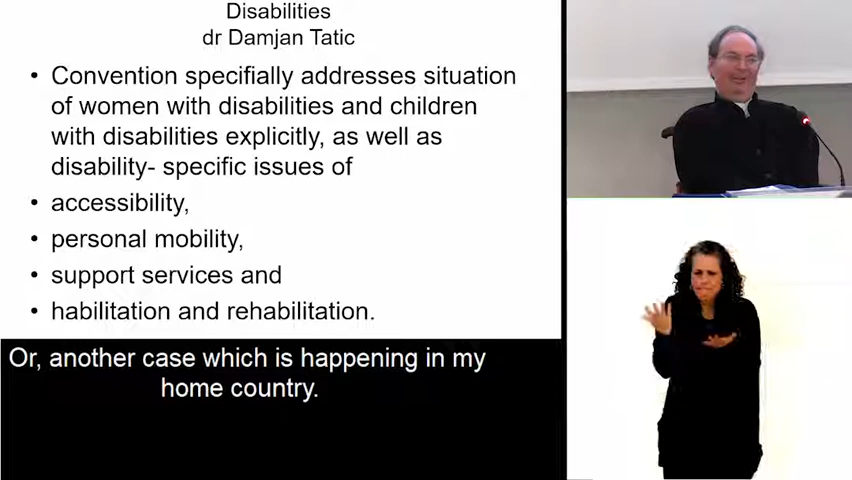 Disabilities
dr Damjan Tatic
• Convention specifially addresses situation
of women with disabilities and children
with disabilities explicitly, as well as
disability- specific issues of
• accessibility,
• personal mobility,
• support services and
• habilitation and rehabilitation.
Or, another case which is happening in my
home country.